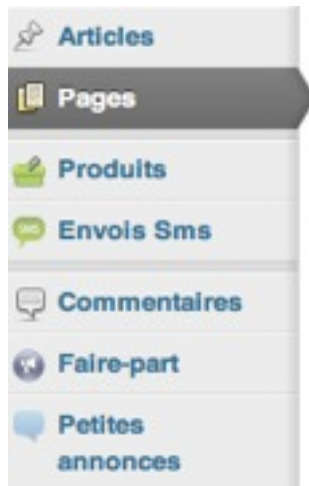 Articles
Pages
Produits
Envois Sms
Commentaires
Faire-part
Petites
annonces